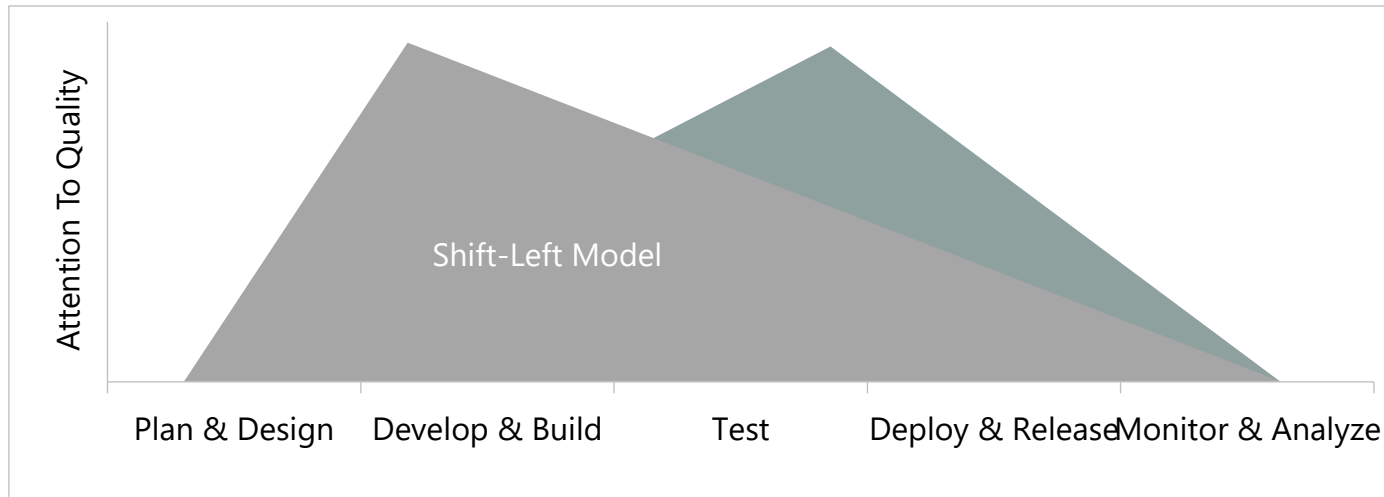 Attention To Quality
Shift-Left Model
Plan & Design
Develop & Build
Test
Deploy & Release
Monitor & Analyze